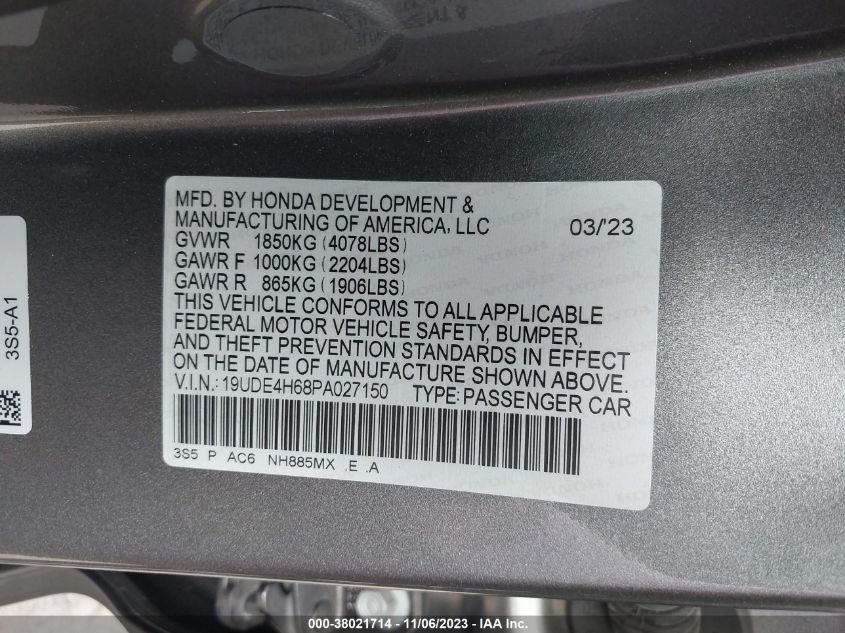 MFD. BY HONDA DEVELOPMENT &
MANUFACTURING OF AMERICA, LLC 03/'23
GVWR 1850KG (4078LBS)
GAWR F 1000KG (2204LBS)
GAWR R 865KG (1906LBS)
THIS VEHICLE CONFORMS TO ALL APPLICABLE
FEDERAL MOTOR VEHICLE SAFETY, BUMPER,
AND THEFT PREVENTION STANDARDS IN EFFECT
ON THE DATE OF MANUFACTURE SHOWN ABOVE.
V.I.N.: 19UDE4H68PA027150 TYPE: PASSENGER CAR
3S5 P AC6 NH885MX .E .A
3S5-A1
000-38021714 - 11/06/2023 - IAA Inc.